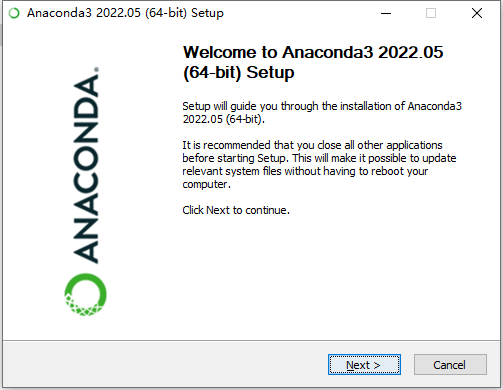 Anaconda3 2022.05 (64-bit) Setup
Welcome to Anaconda3 2022.05
(64-bit) Setup
Setup will guide you through the installation of Anaconda3
2022.05 (64-bit).
It is recommended that you close all other applications
before starting Setup. This will make it possible to update
relevant system files without having to reboot your
computer.
Click Next to continue.
ANACONDA.
Next >
Cancel